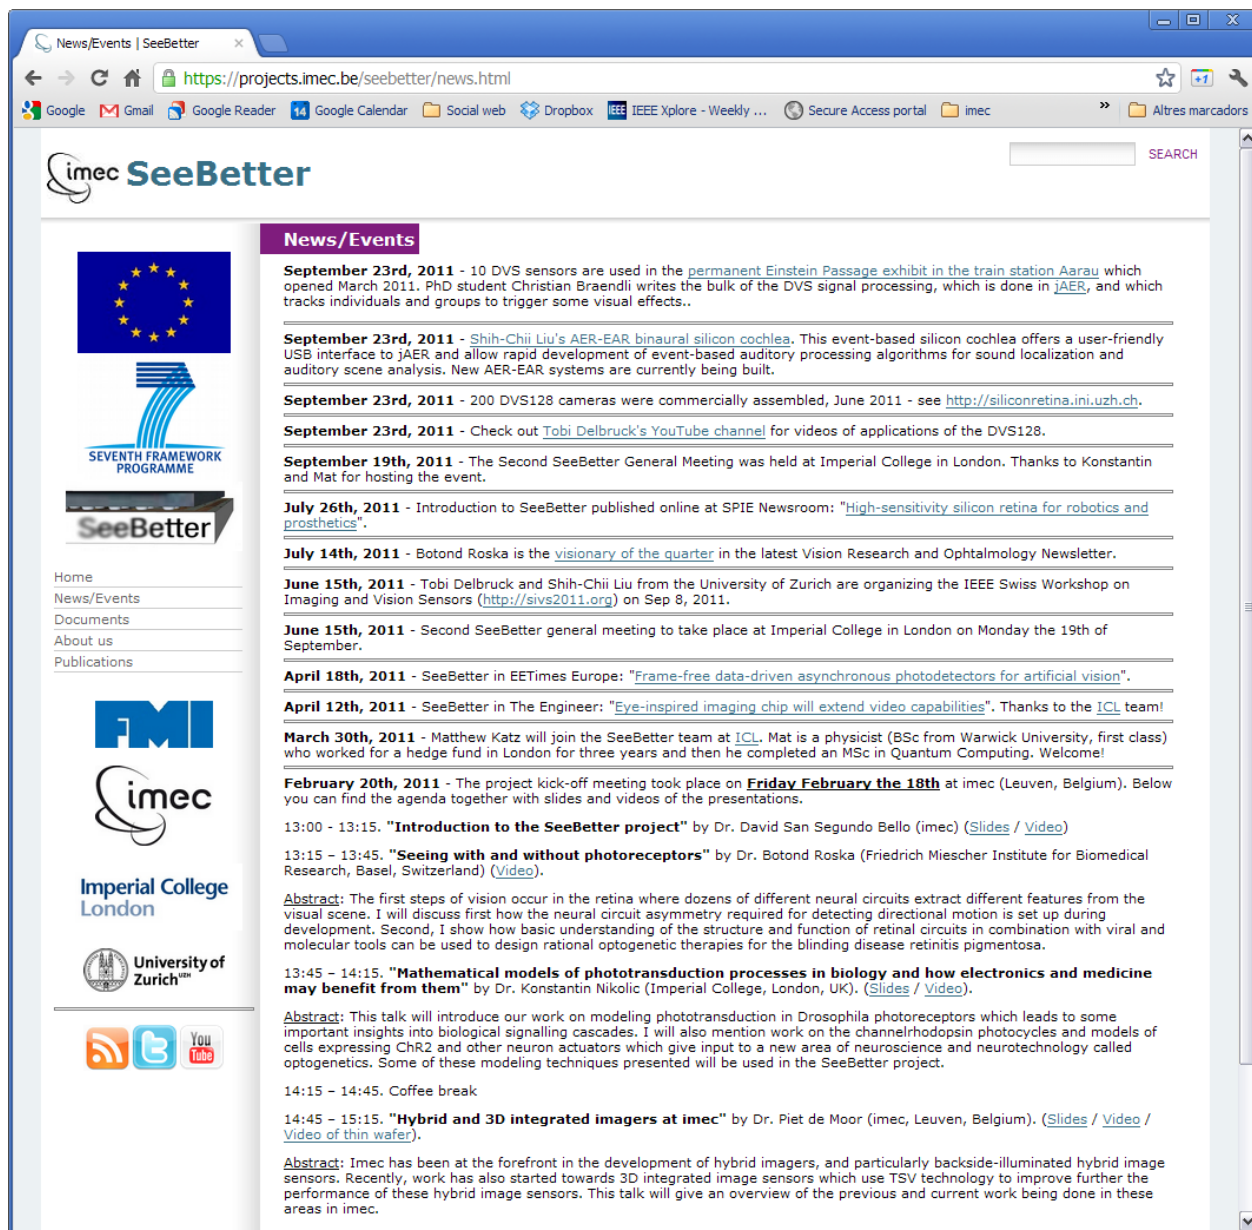 News/Events | SeeBetter
https://projects.imec.be/seebetter/news.html
+1
Google
Gmail
Google Reader
14 Google Calendar
Social web
Dropbox
IEEE IEEE Xplore - Weekly ...
Secure Access portal
imec
»
Altres marcadors
imec SeeBetter
SEARCH
SEVENTH FRAMEWORK
PROGRAMME
SeeBetter
Home
News/Events
Documents
About us
Publications
FMI
imec
Imperial College
London
University of
Zurich UZH
You
Tube
News/Events
September 23rd, 2011 - 10 DVS sensors are used in the permanent Einstein Passage exhibit in the train station Aarau which
opened March 2011. PhD student Christian Braendli writes the bulk of the DVS signal processing, which is done in jAER, and which
tracks individuals and groups to trigger some visual effects..
September 23rd, 2011 - Shih-Chii Liu's AER-EAR binaural silicon cochlea. This event-based silicon cochlea offers a user-friendly
USB interface to jAER and allow rapid development of event-based auditory processing algorithms for sound localization and
auditory scene analysis. New AER-EAR systems are currently being built.
September 23rd, 2011 - 200 DVS128 cameras were commercially assembled, June 2011 - see http://siliconretina.ini.uzh.ch.
September 23rd, 2011 - Check out Tobi Delbruck's YouTube channel for videos of applications of the DVS128.
September 19th, 2011 - The Second SeeBetter General Meeting was held at Imperial College in London. Thanks to Konstantin
and Mat for hosting the event.
July 26th, 2011 - Introduction to SeeBetter published online at SPIE Newsroom: "High-sensitivity silicon retina for robotics and
prosthetics".
July 14th, 2011 - Botond Roska is the visionary of the quarter in the latest Vision Research and Ophtalmology Newsletter.
June 15th, 2011 - Tobi Delbruck and Shih-Chii Liu from the University of Zurich are organizing the IEEE Swiss Workshop on
Imaging and Vision Sensors (http://sivs2011.org) on Sep 8, 2011.
June 15th, 2011 - Second SeeBetter general meeting to take place at Imperial College in London on Monday the 19th of
September.
April 18th, 2011 - SeeBetter in EETimes Europe: "Frame-free data-driven asynchronous photodetectors for artificial vision".
April 12th, 2011 - SeeBetter in The Engineer: "Eye-inspired imaging chip will extend video capabilities". Thanks to the ICL team!
March 30th, 2011 - Matthew Katz will join the SeeBetter team at ICL. Mat is a physicist (BSc from Warwick University, first class)
who worked for a hedge fund in London for three years and then he completed an MSc in Quantum Computing. Welcome!
February 20th, 2011 - The project kick-off meeting took place on Friday February the 18th at imec (Leuven, Belgium). Below
you can find the agenda together with slides and videos of the presentations.
13:00 - 13:15. "Introduction to the SeeBetter project" by Dr. David San Segundo Bello (imec) (Slides / Video)
13:15 – 13:45. "Seeing with and without photoreceptors" by Dr. Botond Roska (Friedrich Miescher Institute for Biomedical
Research, Basel, Switzerland) (Video).
Abstract: The first steps of vision occur in the retina where dozens of different neural circuits extract different features from the
visual scene. I will discuss first how the neural circuit asymmetry required for detecting directional motion is set up during
development. Second, I show how basic understanding of the structure and function of retinal circuits in combination with viral and
molecular tools can be used to design rational optogenetic therapies for the blinding disease retinitis pigmentosa.
13:45 – 14:15. "Mathematical models of phototransduction processes in biology and how electronics and medicine
may benefit from them" by Dr. Konstantin Nikolic (Imperial College, London, UK). (Slides / Video).
Abstract: This talk will introduce our work on modeling phototransduction in Drosophila photoreceptors which leads to some
important insights into biological signalling cascades. I will also mention work on the channelrhodopsin photocycles and models of
cells expressing ChR2 and other neuron actuators which give input to a new area of neuroscience and neurotechnology called
optogenetics. Some of these modeling techniques presented will be used in the SeeBetter project.
14:15 – 14:45. Coffee break
14:45 – 15:15. "Hybrid and 3D integrated imagers at imec" by Dr. Piet de Moor (imec, Leuven, Belgium). (Slides / Video /
Video of thin wafer).
Abstract: Imec has been at the forefront in the development of hybrid imagers, and particularly backside-illuminated hybrid image
sensors. Recently, work has also started towards 3D integrated image sensors which use TSV technology to improve further the
performance of these hybrid image sensors. This talk will give an overview of the previous and current work being done in these
areas in imec.